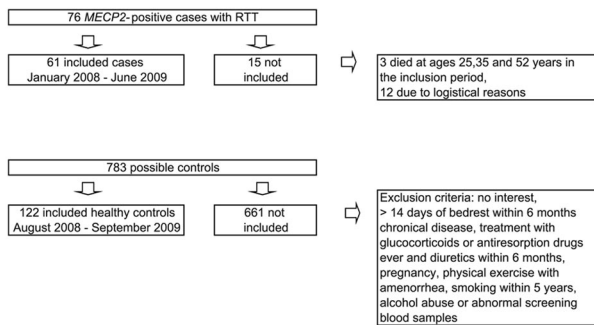 76 MECP2-positive cases with RTT
61 included cases
January 2008 - June 2009
15 not
included
3 died at ages 25,35 and 52 years in
the inclusion period,
12 due to logistical reasons
783 possible controls
122 included healthy controls
August 2008 - September 2009
661 not
included
Exclusion criteria: no interest,
> 14 days of bedrest within 6 months
chronical disease, treatment with
glucocorticoids or antiresorption drugs
ever and diuretics within 6 months,
pregnancy, physical exercise with
amenorrhea, smoking within 5 years,
alcohol abuse or abnormal screening
blood samples